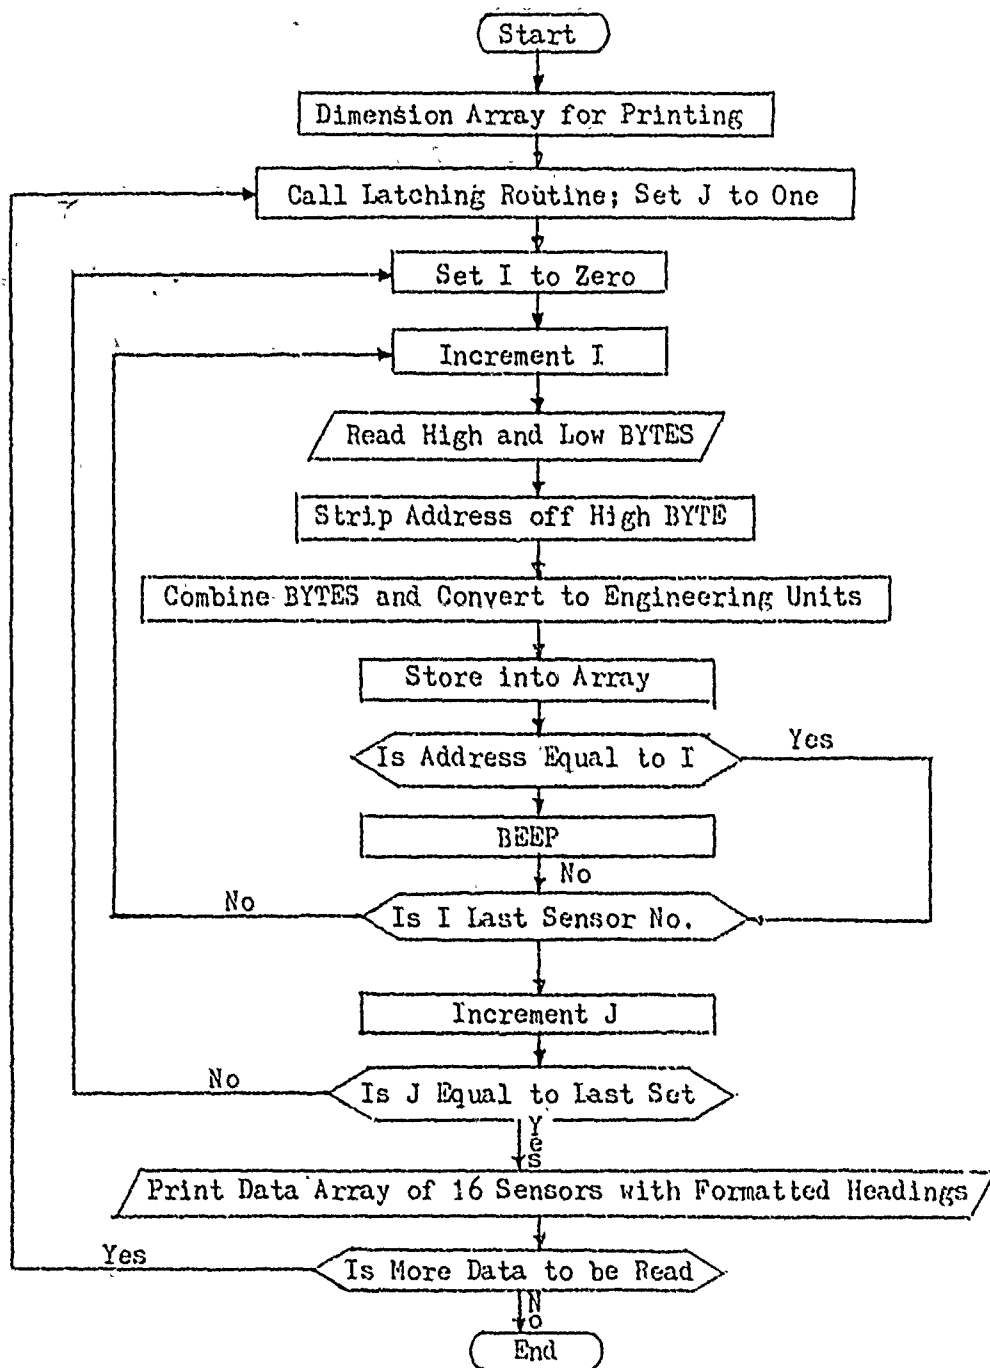 Start
Dimension Array for Printing
Call Latching Routine; Set J to One
Set I to Zero
Increment I
Read High and Low BYTES
Strip Address off High BYTE
Combine BYTES and Convert to Engineering Units
Store into Array
Is Address Equal to I
Yes
BEEP
No
No
Is I Last Sensor No.
Increment J
No
Is J Equal to Last Set
Yes
Print Data Array of 16 Sensors with Formatted Headings
Yes
Is More Data to be Read
No
End